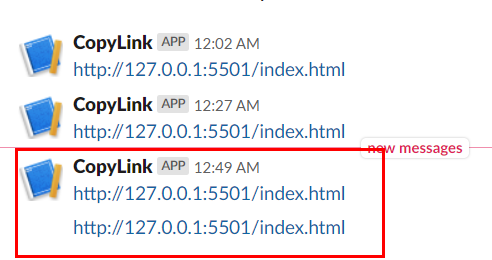 CopyLink APP 12:02 AM
http://127.0.0.1:5501/index.html
CopyLink APP 12:27 AM
http://127.0.0.1:5501/index.html
new messages
CopyLink APP 12:49 AM
http://127.0.0.1:5501/index.html
http://127.0.0.1:5501/index.html